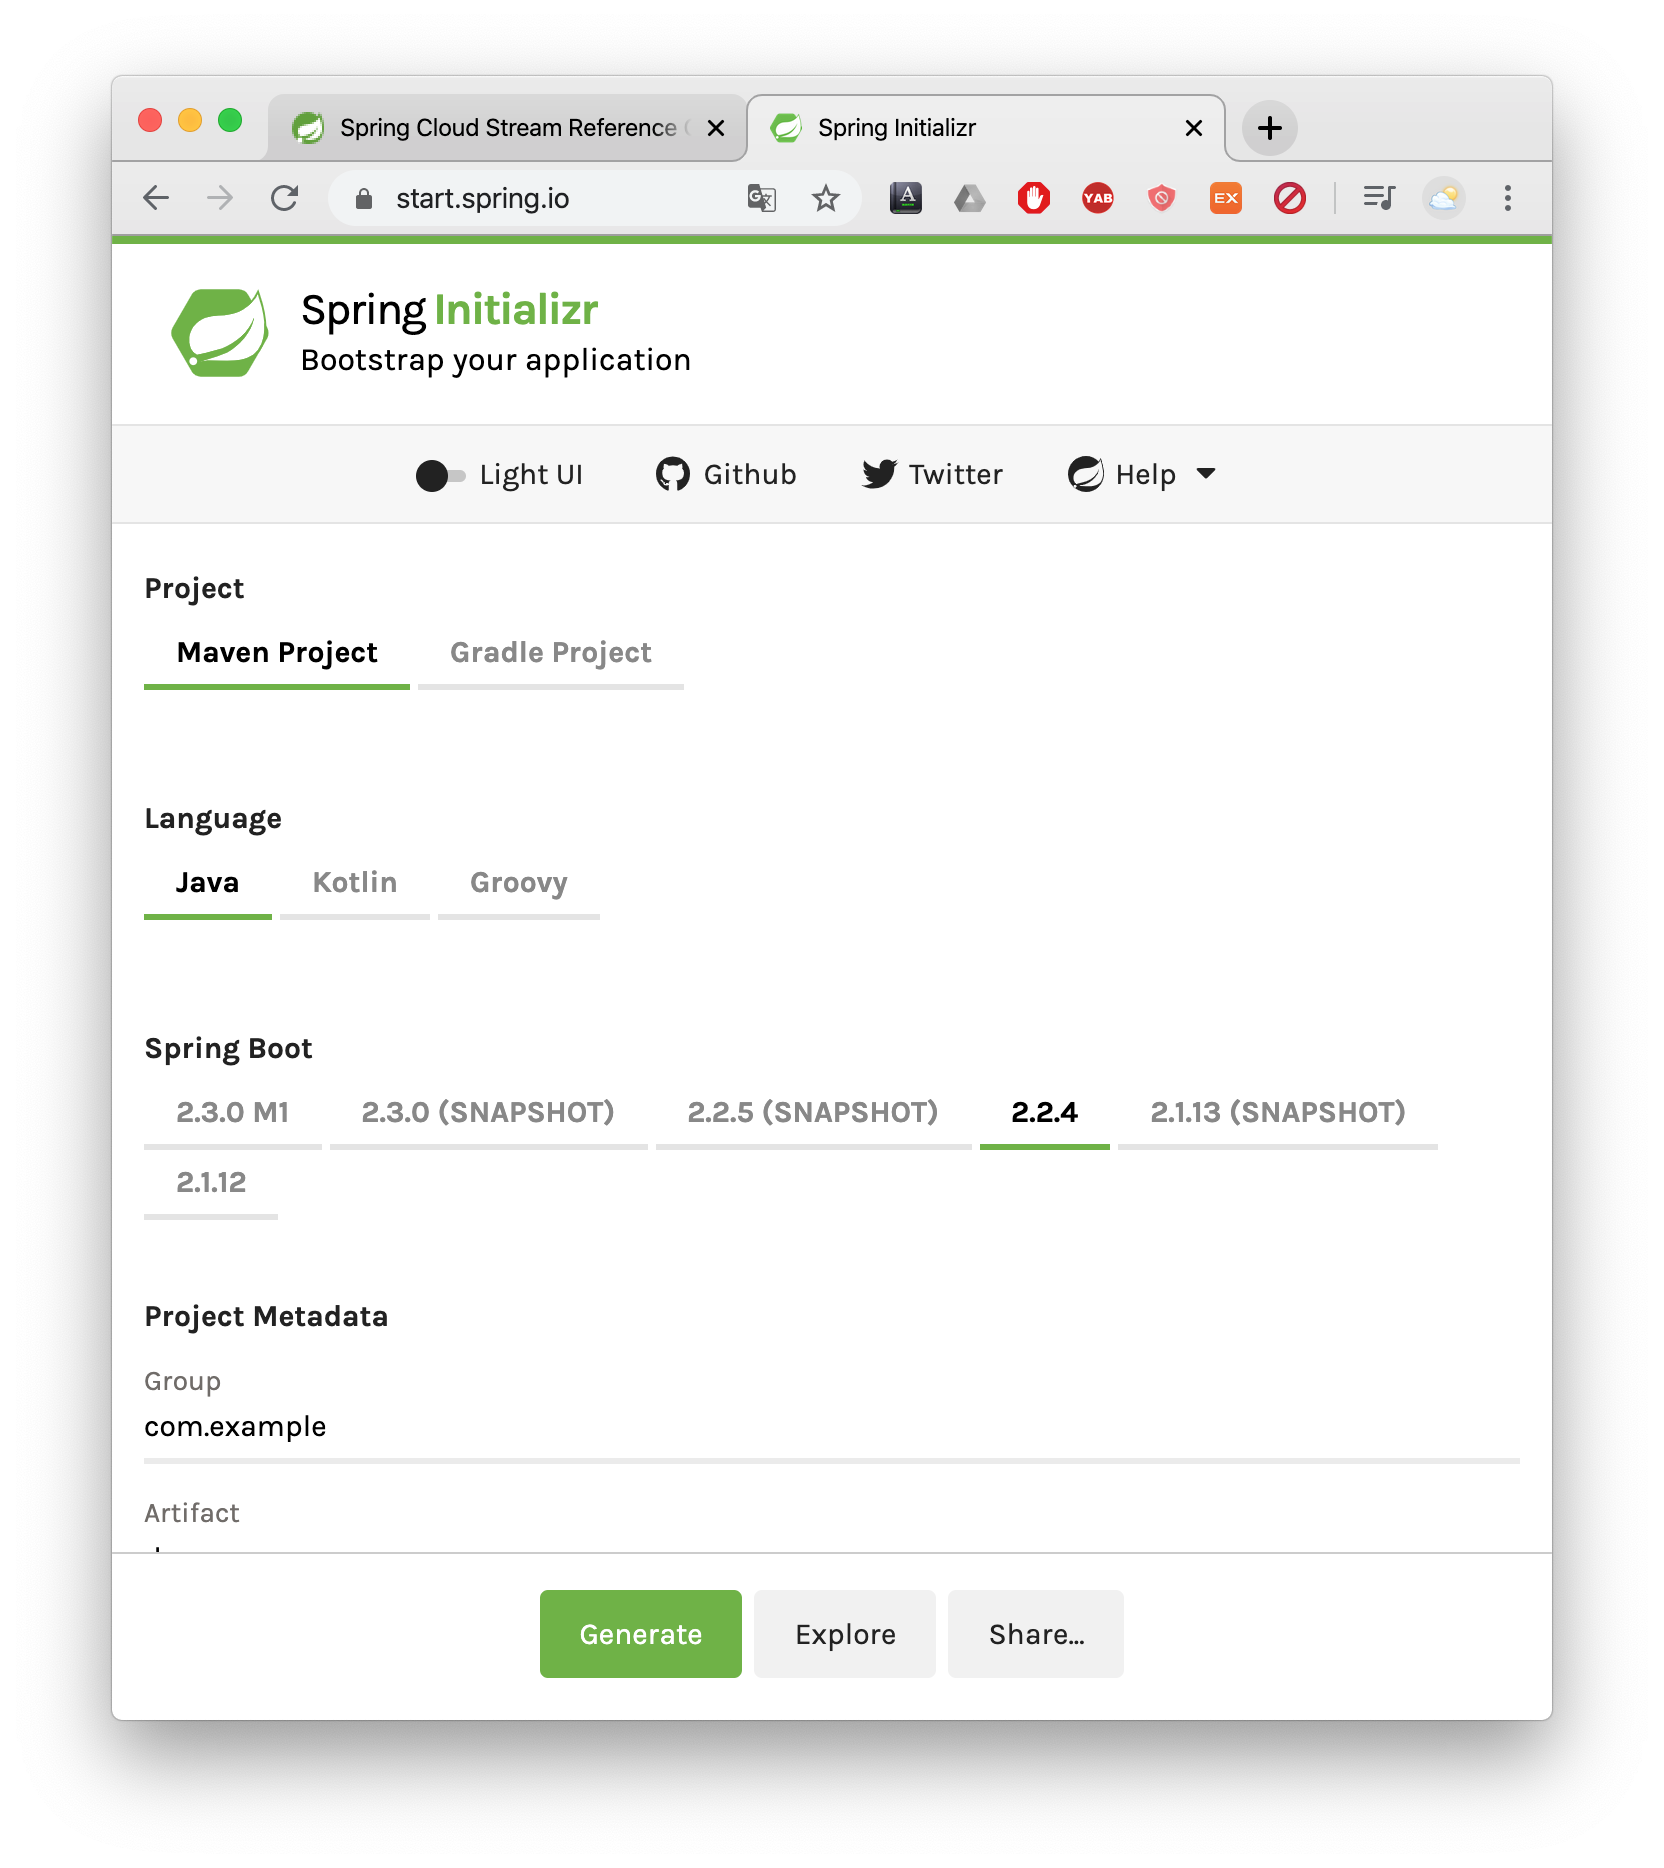 Spring Cloud Stream Reference
Spring Initializr
start.spring.io
A
YAB
EX
Spring Initializr
Bootstrap your application
Light UI
Github
Twitter
Help
Project
Maven Project
Gradle Project
Language
Java
Kotlin
Groovy
Spring Boot
2.3.0 M1
2.3.0 (SNAPSHOT)
2.2.5 (SNAPSHOT)
2.2.4
2.1.13 (SNAPSHOT)
2.1.12
Project Metadata
Group
com.example
Artifact
Generate
Explore
Share...